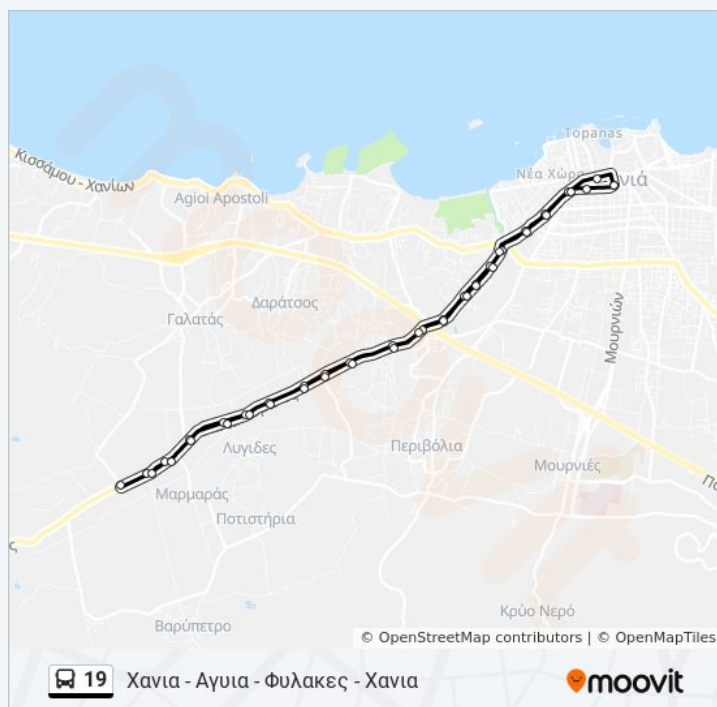 Topanas
Κισσάμου - Χανίων
Νέα Χώρα
νιά
Agioi Apostoli
Δαράτσος
Γαλατάς
Μουρνιών
Λυγιδες
Περιβόλια
Μουρνιές
Μαρμαράς
Ποτιστήρια
ς
Κρύο Νερό
Βαρύπετρο
© OpenStreetMap contributors | © OpenMapTiles
19 Χανια - Αγυια - Φυλακες - Χανια moovit